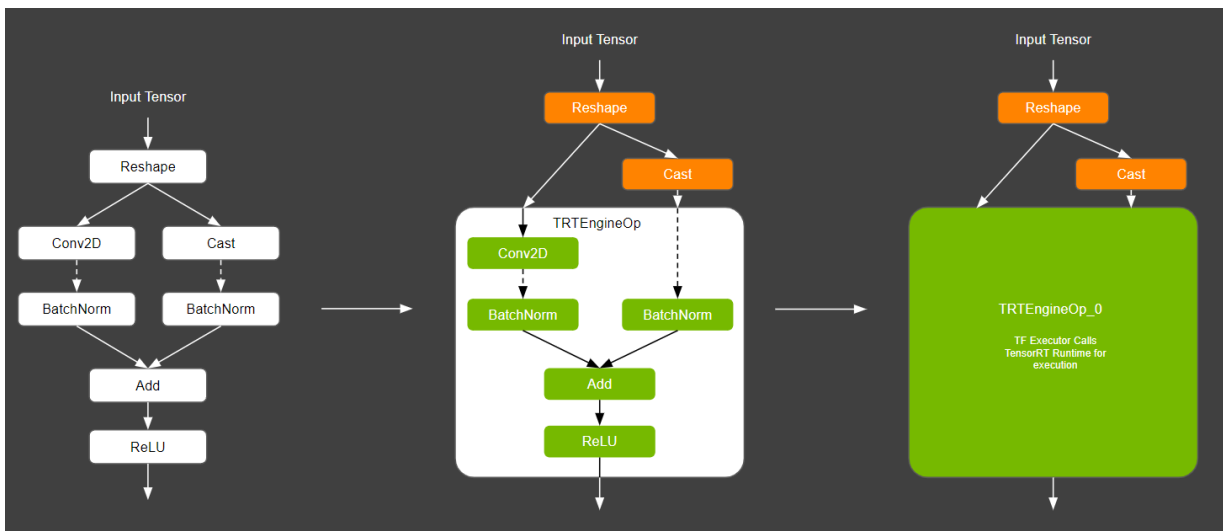 Input Tensor
Reshape
Conv2D
Cast
BatchNorm
BatchNorm
Add
ReLU
Input Tensor
Reshape
Cast
TRTEngineOp
Conv2D
BatchNorm
BatchNorm
Add
ReLU
Input Tensor
Reshape
Cast
TRTEngineOp_0
TF Executor Calls
TensorRT Runtime for
execution